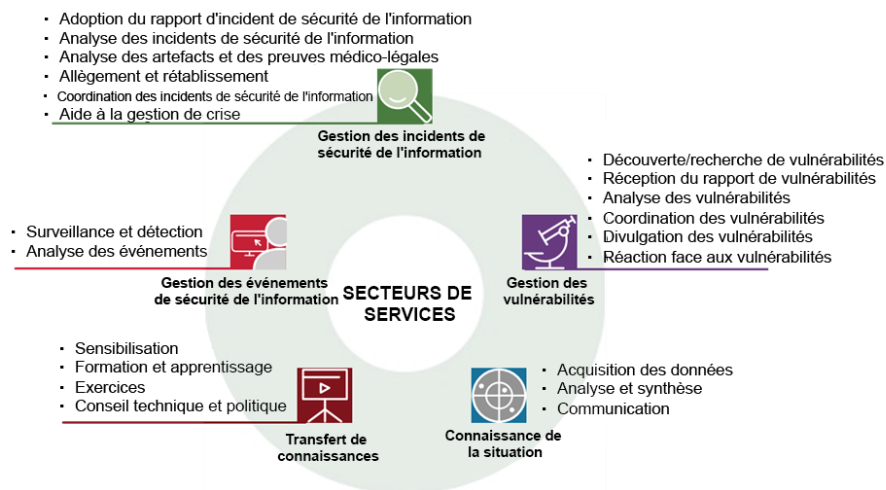 · Adoption du rapport d'incident de sécurité de l'information
· Analyse des incidents de sécurité de l'information
· Analyse des artefacts et des preuves médico-légales
· Allègement et rétablissement
· Coordination des incidents de sécurité de l'information
· Aide à la gestion de crise
Gestion des incidents de
sécurité de l'information
· Découverte/recherche de vulnérabilités
· Réception du rapport de vulnérabilités
· Analyse des vulnérabilités
· Coordination des vulnérabilités
· Divulgation des vulnérabilités
· Réaction face aux vulnérabilités
Gestion des
vulnérabilités
· Surveillance et détection
· Analyse des événements
Gestion des événements
de sécurité de l'information
SECTEURS DE
SERVICES
· Sensibilisation
· Formation et apprentissage
· Exercices
· Conseil technique et politique
Transfert de
connaissances
· Acquisition des données
· Analyse et synthèse
· Communication
Connaissance de
la situation